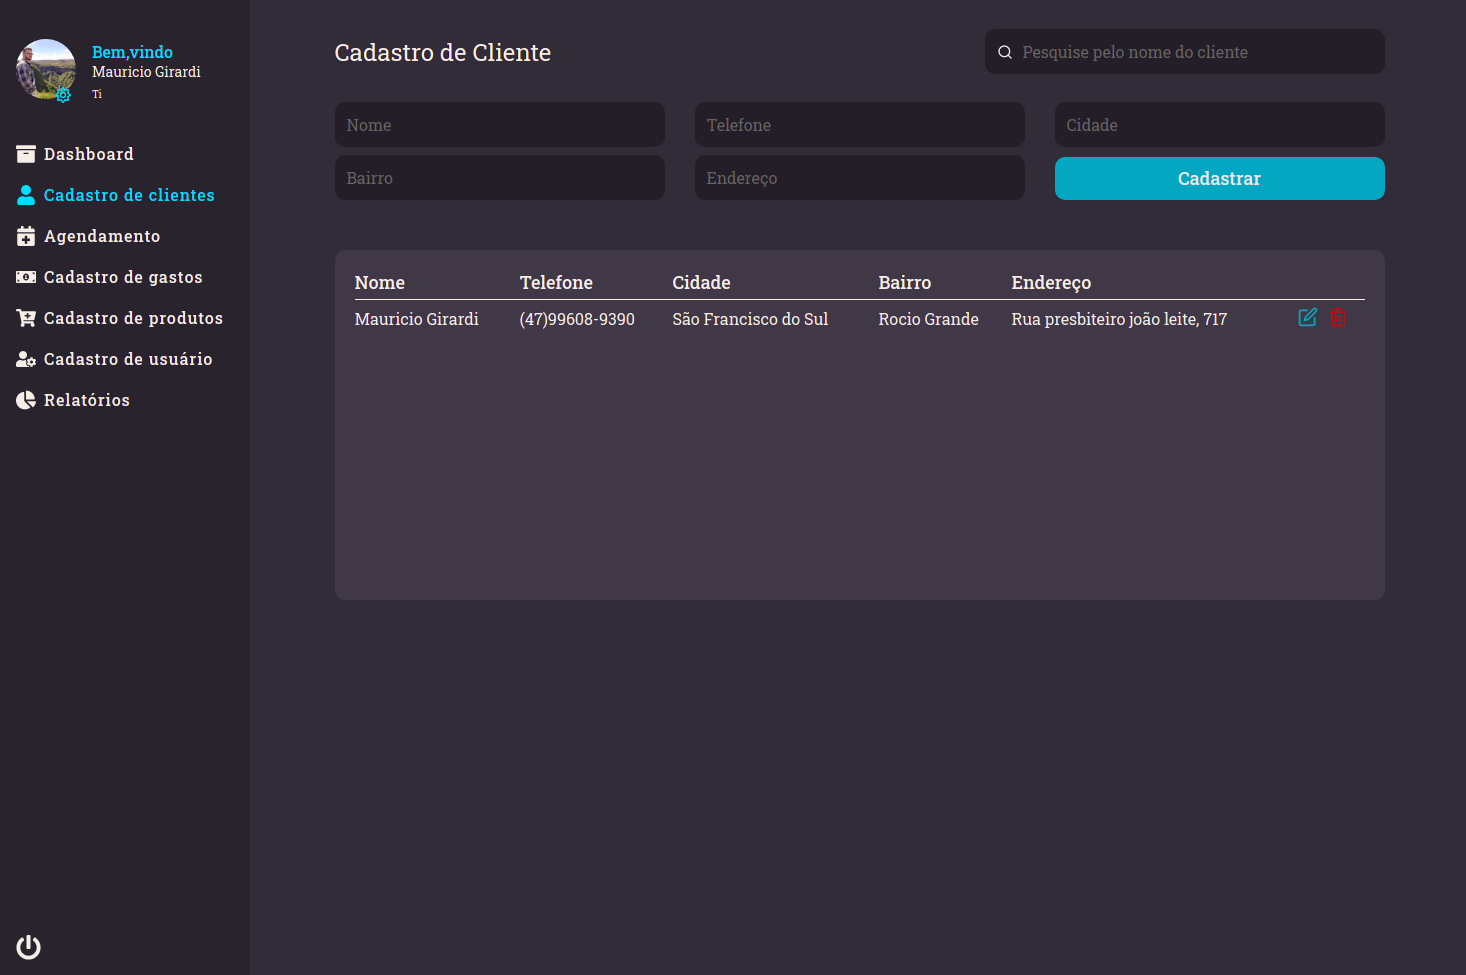 Bem,vindo
Mauricio Girardi
Ti
Dashboard
Cadastro de clientes
Agendamento
Cadastro de gastos
Cadastro de produtos
Cadastro de usuário
Relatórios
Cadastro de Cliente
Pesquise pelo nome do cliente
Nome Telefone Cidade
Bairro Endereço Cadastrar
Nome Telefone Cidade Bairro Endereço
Mauricio Girardi (47)99608-9390 São Francisco do Sul Rocio Grande Rua presbiteiro joão leite, 717